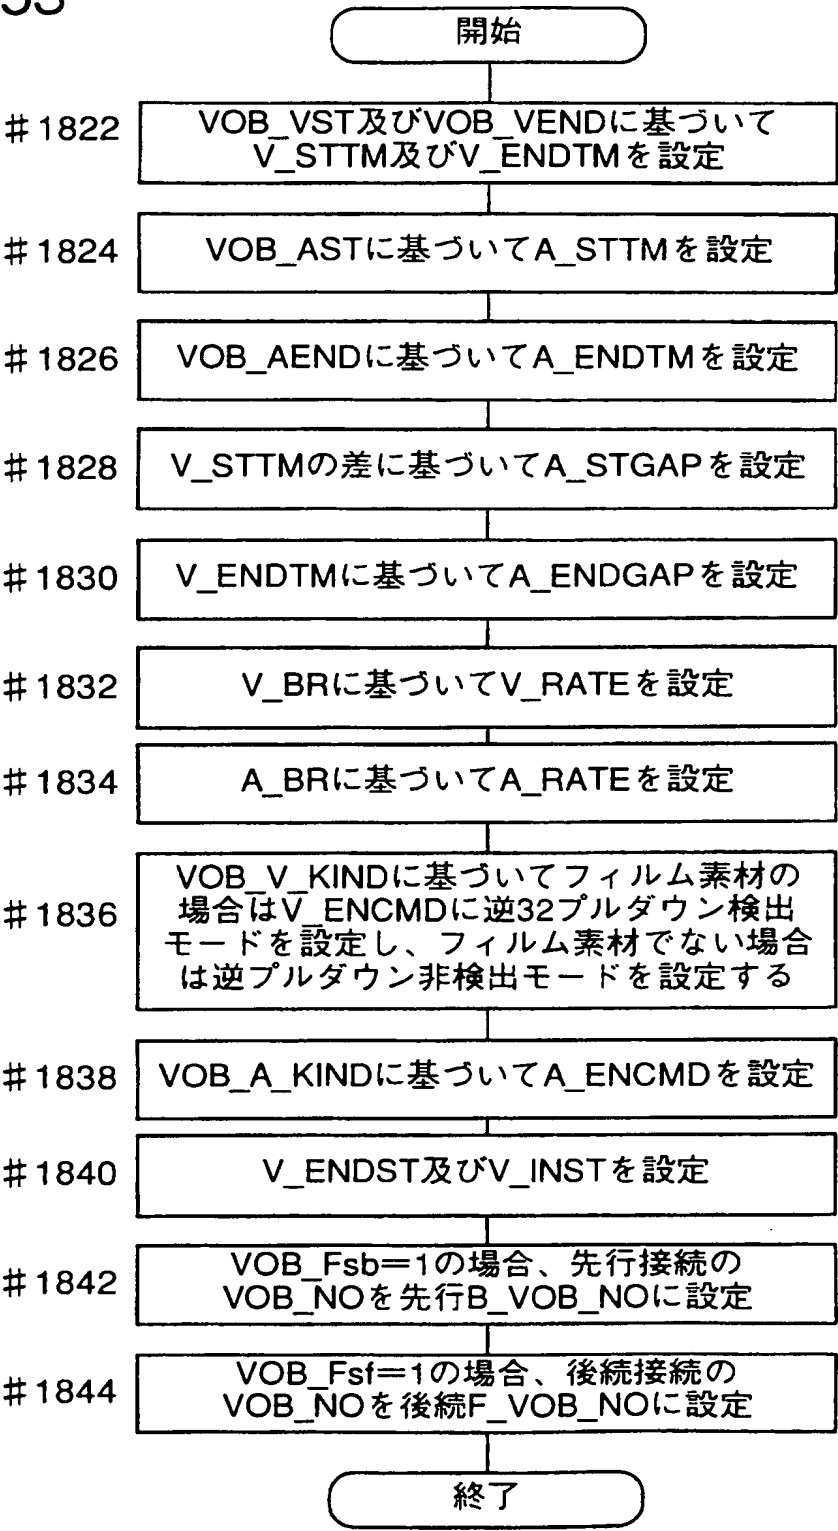 開始
#1822
VOB_VST及びVOB_VENDに基づいて
V_STTM及びV_ENDTMを設定
#1824
VOB_ASTに基づいてA_STTMを設定
#1826
VOB_AENDに基づいてA_ENDTMを設定
#1828
V_STTMの差に基づいてA_STGAPを設定
#1830
V_ENDTMに基づいてA_ENDGAPを設定
#1832
V_BRに基づいてV_RATEを設定
#1834
A_BRに基づいてA_RATEを設定
#1836
VOB_V_KINDに基づいてフィルム素材の
場合はV_ENCMDに逆32プルダウン検出
モードを設定し、フィルム素材でない場合
は逆プルダウン非検出モードを設定する
#1838
VOB_A_KINDに基づいてA_ENCMDを設定
#1840
V_ENDST及びV_INSTを設定
#1842
VOB_Fsb=1の場合、先行接続の
VOB_NOを先行B_VOB_NOに設定
#1844
VOB_Fsf=1の場合、後続接続の
VOB_NOを後続F_VOB_NOに設定
終了